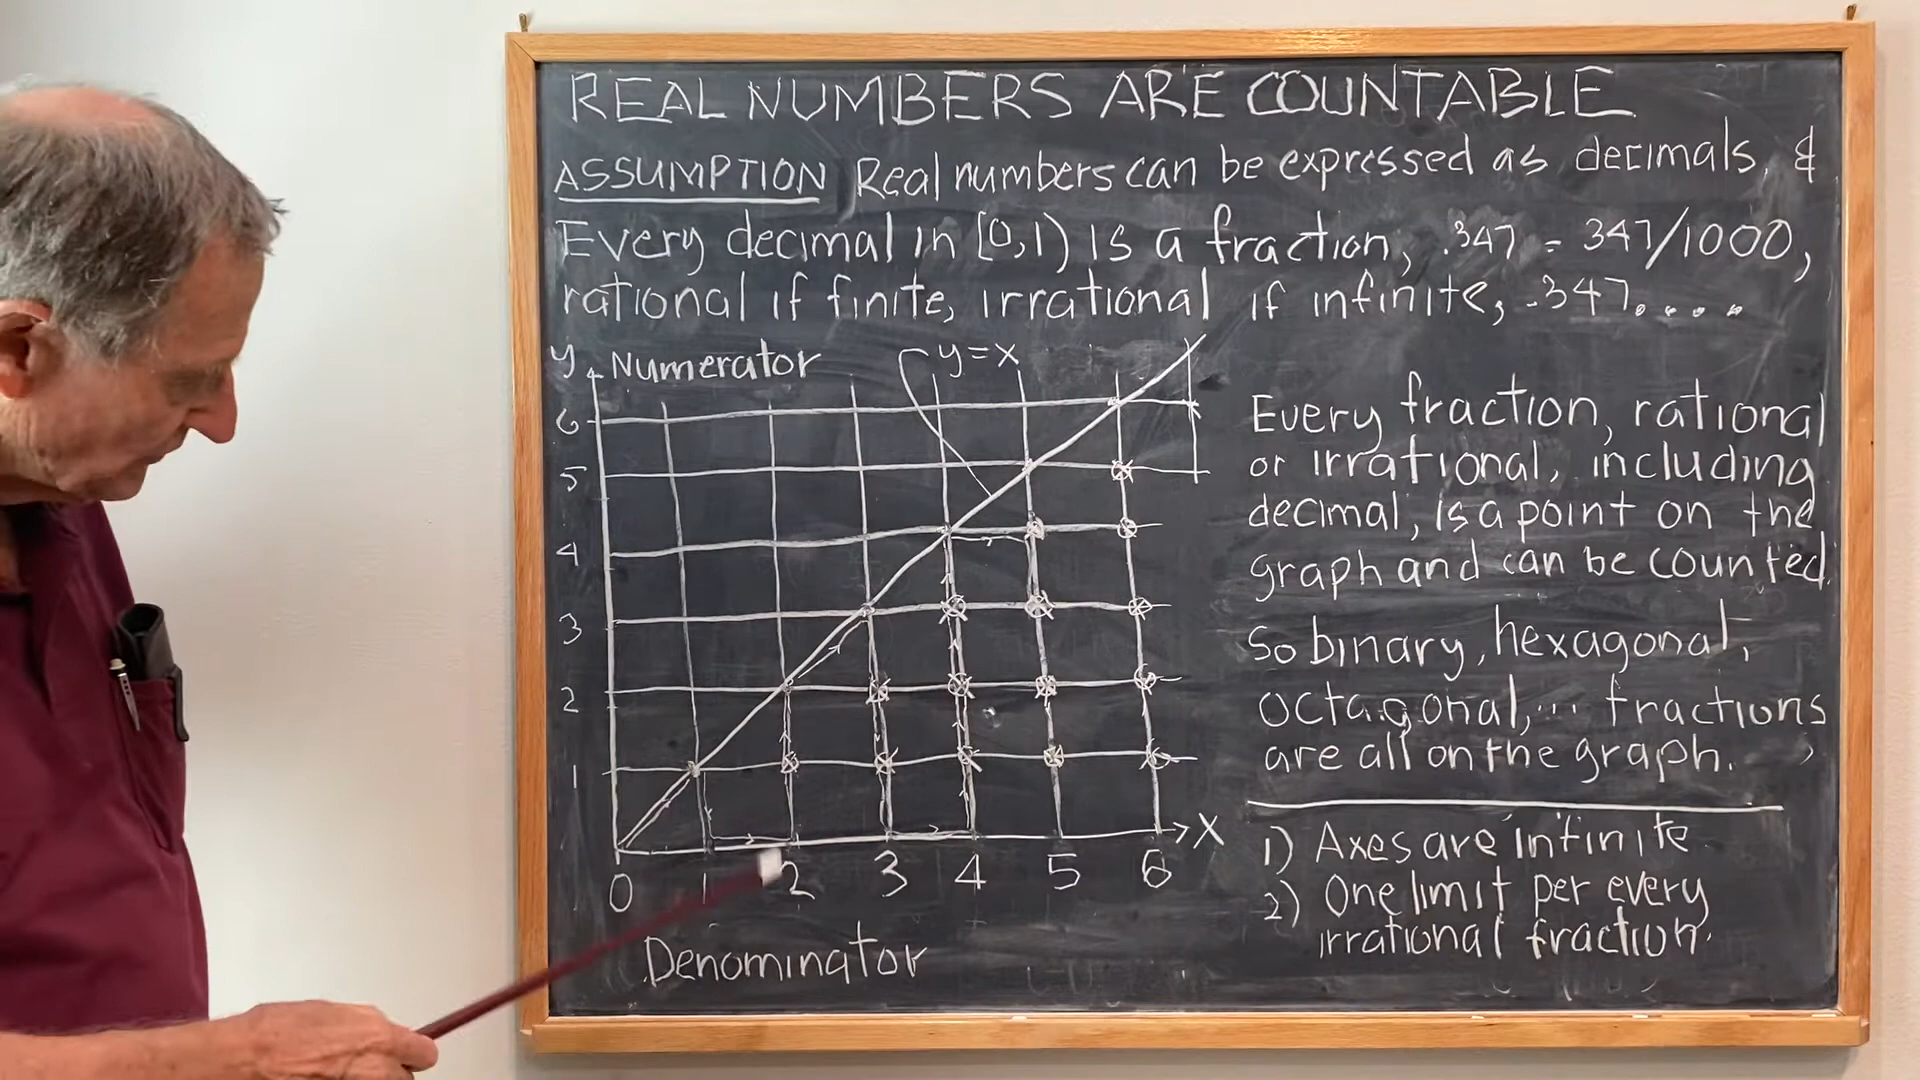 REAL NUMBERS ARE COUNTABLE
ASSUMPTION Real numbers can be expressed as decimals, &
Every decimal in [0,1) is a fraction, .347 = 347/1000,
rational if finite, irrational if infinite, .347....
y Numerator
y=x
6
5
4
3
2
1
0 1 2 3 4 5 6
X
Denominator
Every fraction, rational
or irrational, including
decimal, is a point on the
graph and can be counted.
So binary, hexagonal,
octagonal,... fractions
are all on the graph.
1) Axes are infinite
2) One limit per every
irrational fraction.